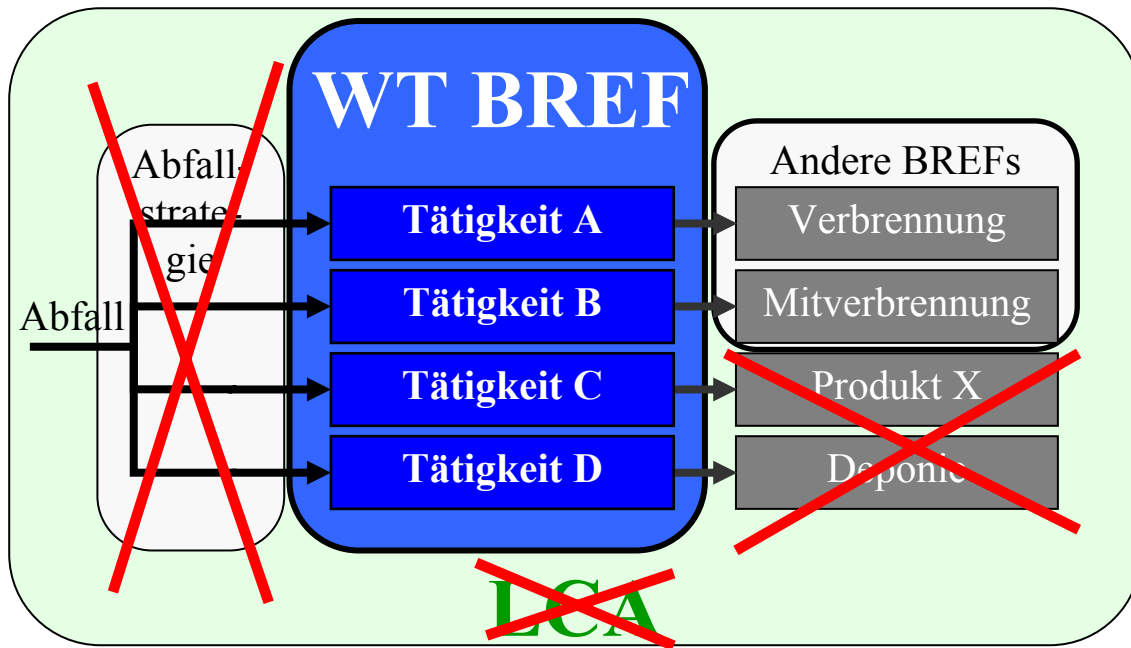 WT BREF
Abfall-
strate-
gie
Abfall
Tätigkeit A
Tätigkeit B
Tätigkeit C
Tätigkeit D
Andere BREFs
Verbrennung
Mitverbrennung
Produkt X
Deponie
LCA